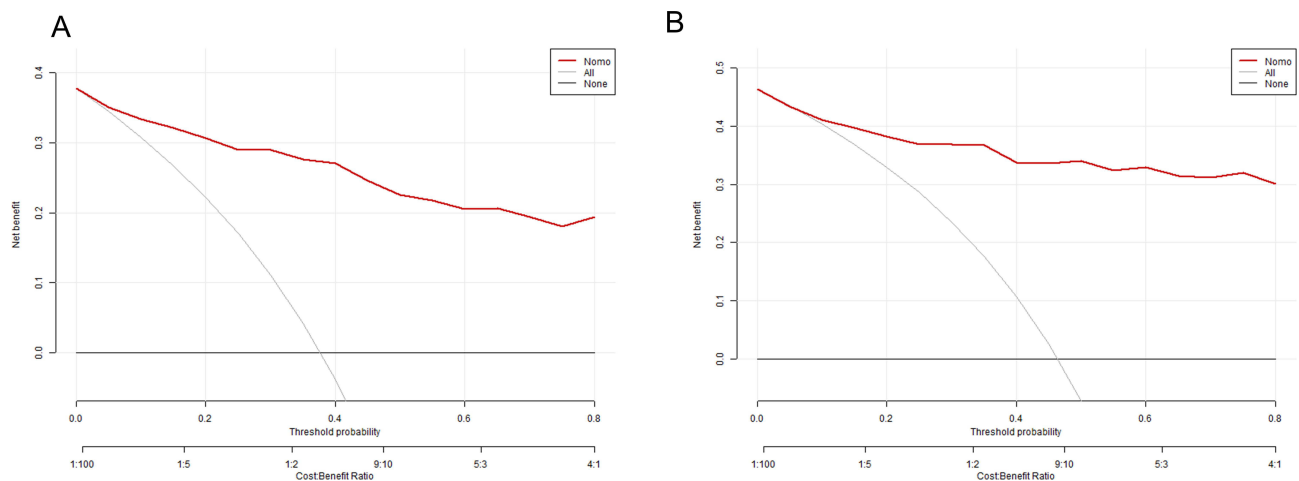 A
Nomo
All
None
0.4
0.3
0.2
0.1
0.0
Net benefit
0.0 0.2 0.4 0.6 0.8
Threshold probability
1:100 1:5 1:2 9:10 5:3 4:1
Cost:Benefit Ratio
B
Nomo
All
None
0.5
0.4
0.3
0.2
0.1
0.0
Net benefit
0.0 0.2 0.4 0.6 0.8
Threshold probability
1:100 1:5 1:2 9:10 5:3 4:1
Cost:Benefit Ratio